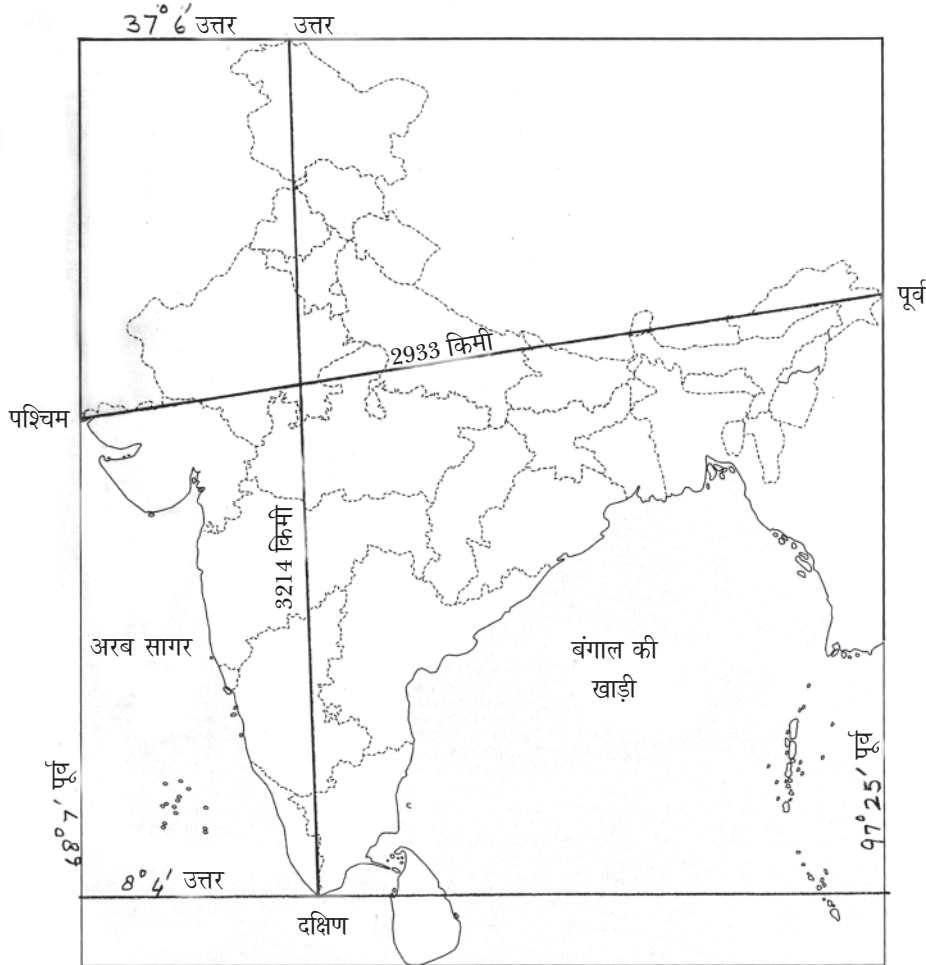 37°6' उत्तर
उत्तर
पूर्व
2933 किमी
पश्चिम
3214 किमी
अरब सागर
बंगाल की
खाड़ी
68°7' पूर्व
97°25' पूर्व
8°4' उत्तर
दक्षिण